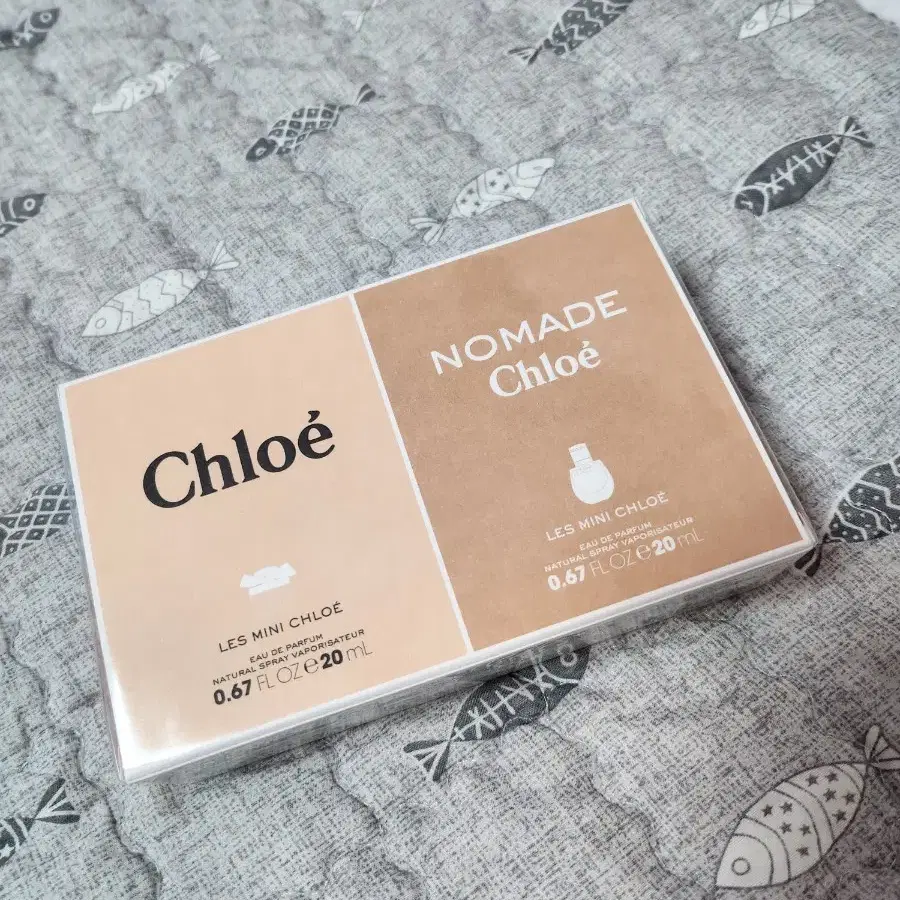 Chloé
LES MINI CHLOÉ
EAU DE PARFUM
NATURAL SPRAY VAPORISATEUR
0.67 FL OZ e 20 mL
NOMADE
Chloé
LES MINI CHLOÉ
EAU DE PARFUM
NATURAL SPRAY VAPORISATEUR
0.67 FL OZ e 20 mL